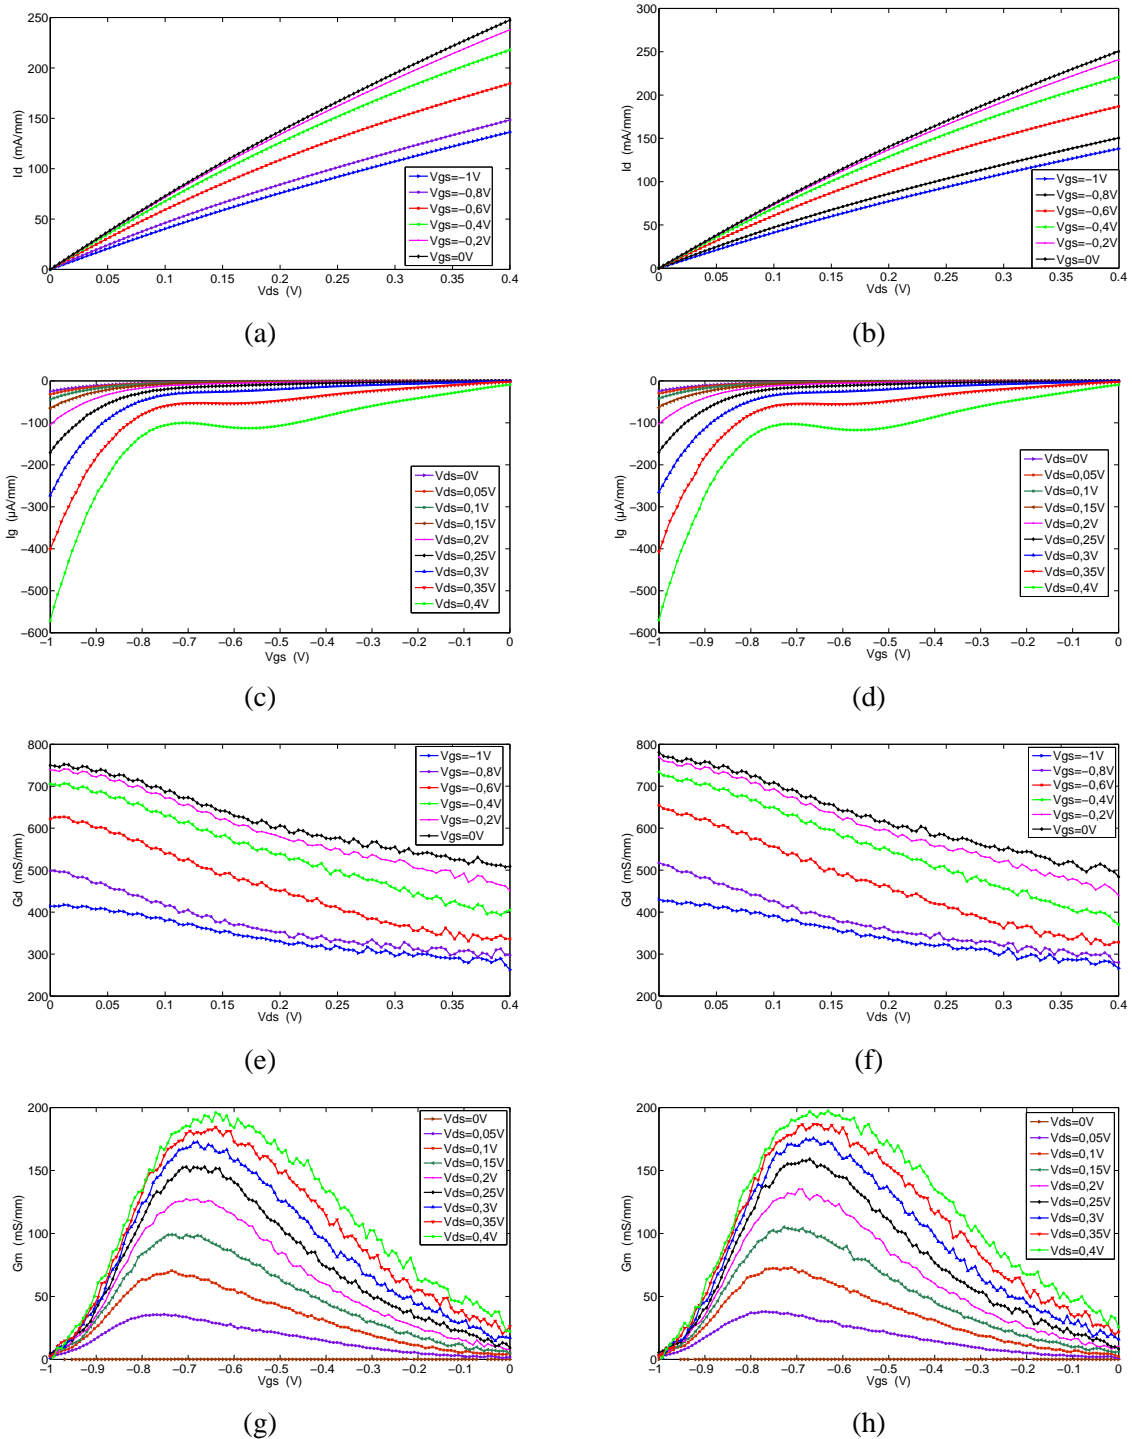 250
200
150
100
50
0
Id (mA/mm)
0 0.05 0.1 0.15 0.2 0.25 0.3 0.35 0.4
Vds (V)
Vgs=−1V
Vgs=−0,8V
Vgs=−0,6V
Vgs=−0,4V
Vgs=−0,2V
Vgs=0V
(a)
300
250
200
150
100
50
0
Id (mA/mm)
0 0.05 0.1 0.15 0.2 0.25 0.3 0.35 0.4
Vds (V)
Vgs=−1V
Vgs=−0,8V
Vgs=−0,6V
Vgs=−0,4V
Vgs=−0,2V
Vgs=0V
(b)
0
−100
−200
−300
−400
−500
−600
Ig (µA/mm)
−1 −0.9 −0.8 −0.7 −0.6 −0.5 −0.4 −0.3 −0.2 −0.1 0
Vgs (V)
Vds=0V
Vds=0,05V
Vds=0,1V
Vds=0,15V
Vds=0,2V
Vds=0,25V
Vds=0,3V
Vds=0,35V
Vds=0,4V
(c)
0
−100
−200
−300
−400
−500
−600
Ig (µA/mm)
−1 −0.9 −0.8 −0.7 −0.6 −0.5 −0.4 −0.3 −0.2 −0.1 0
Vgs (V)
Vds=0V
Vds=0,05V
Vds=0,1V
Vds=0,15V
Vds=0,2V
Vds=0,25V
Vds=0,3V
Vds=0,35V
Vds=0,4V
(d)
800
700
600
500
400
300
200
Gd (mS/mm)
0 0.05 0.1 0.15 0.2 0.25 0.3 0.35 0.4
Vds (V)
Vgs=−1V
Vgs=−0,8V
Vgs=−0,6V
Vgs=−0,4V
Vgs=−0,2V
Vgs=0V
(e)
800
700
600
500
400
300
200
Gd (mS/mm)
0 0.05 0.1 0.15 0.2 0.25 0.3 0.35 0.4
Vds (V)
Vgs=−1V
Vgs=−0,8V
Vgs=−0,6V
Vgs=−0,4V
Vgs=−0,2V
Vgs=0V
(f)
200
150
100
50
0
Gm (mS/mm)
−1 −0.9 −0.8 −0.7 −0.6 −0.5 −0.4 −0.3 −0.2 −0.1 0
Vgs (V)
Vds=0V
Vds=0,05V
Vds=0,1V
Vds=0,15V
Vds=0,2V
Vds=0,25V
Vds=0,3V
Vds=0,35V
Vds=0,4V
(g)
200
150
100
50
0
Gm (mS/mm)
−1 −0.9 −0.8 −0.7 −0.6 −0.5 −0.4 −0.3 −0.2 −0.1 0
Vgs (V)
Vds=0V
Vds=0,05V
Vds=0,1V
Vds=0,15V
Vds=0,2V
Vds=0,25V
Vds=0,3V
Vds=0,35V
Vds=0,4V
(h)